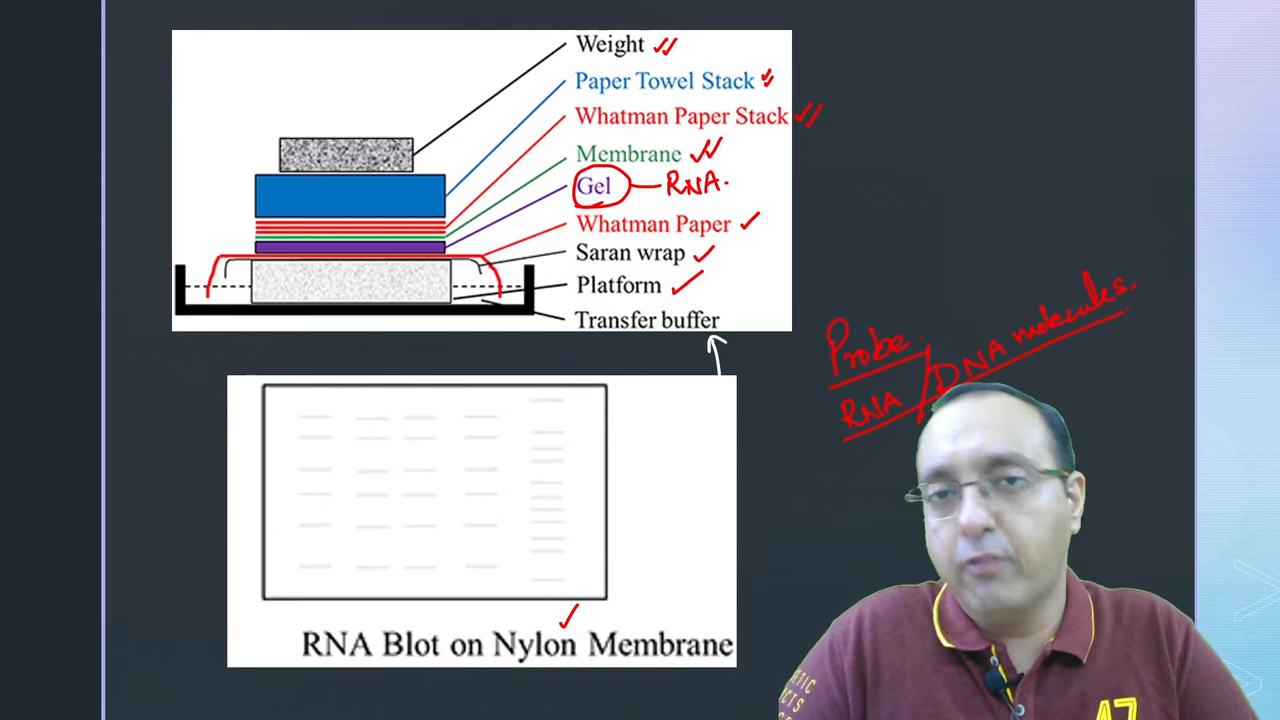 Weight
Paper Towel Stack
Whatman Paper Stack
Membrane
Gel RNA.
Whatman Paper
Saran wrap
Platform
Transfer buffer
Probe.
RNA / DNA molecules.
RNA Blot on Nylon Membrane
47